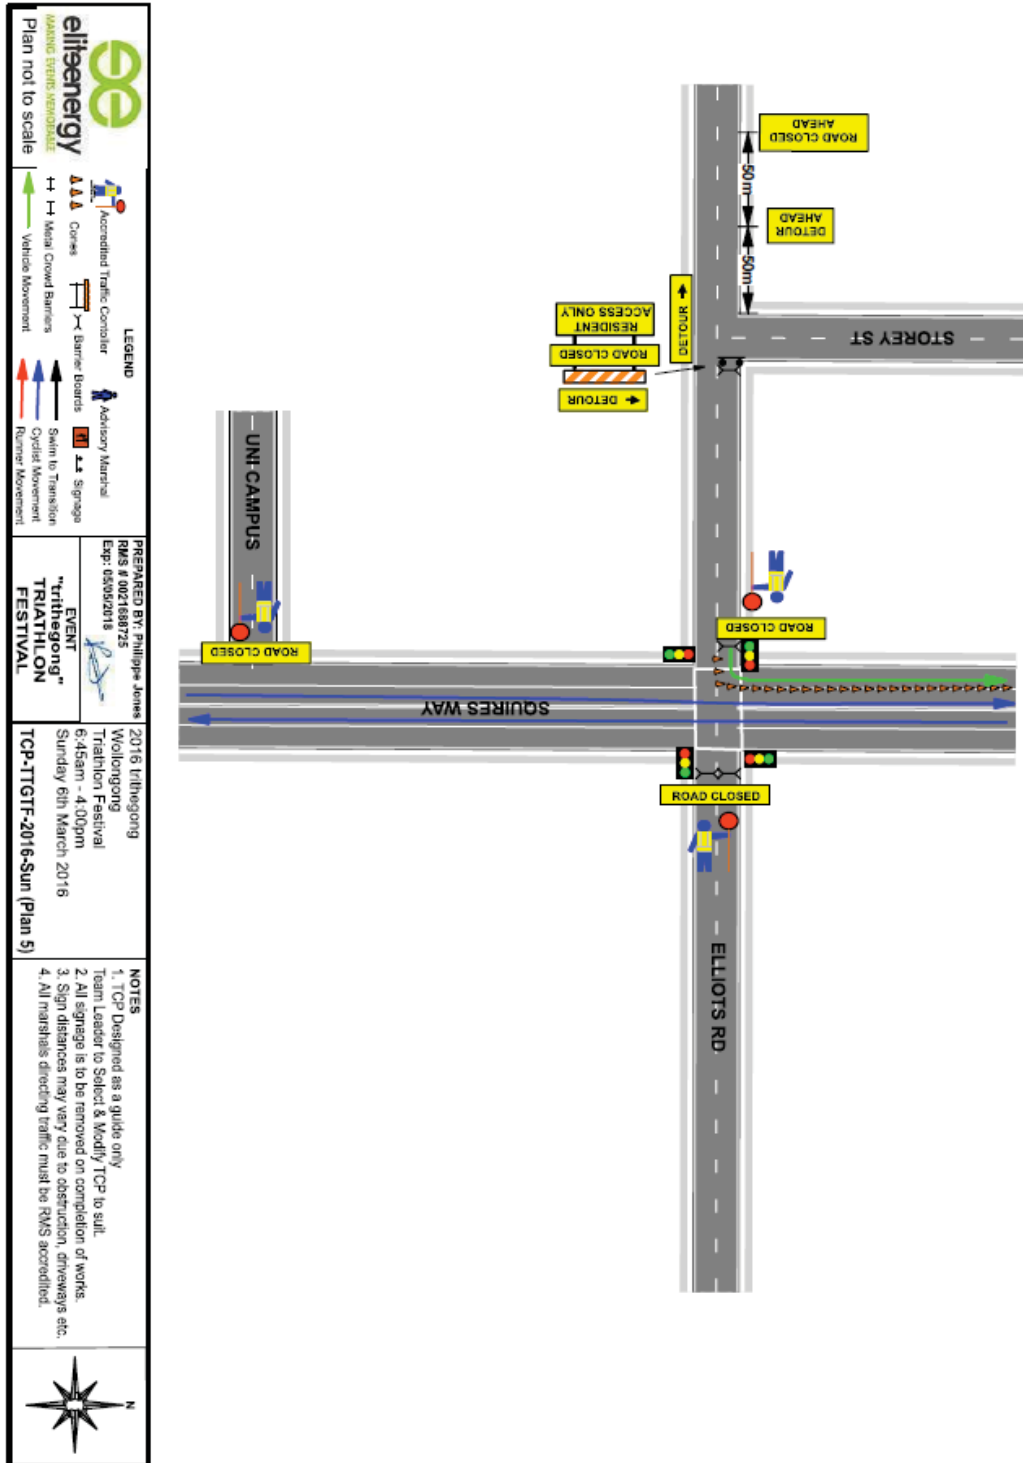 eliteenergy
MAKING EVENTS MEMORABLE
Plan not to scale
LEGEND
Accredited Traffic Contoller
Advisory Marshal
Cones
Barrier Boards
Signage
Metal Crowd Barriers
Swim to Transition
Vehicle Movement
Cyclist Movement
Runner Movement
PREPARED BY: Philippe Jones
RMS # 0021688725
Exp: 05/05/2018
EVENT
"trithegong"
TRIATHLON
FESTIVAL
2016 trithegong
Wollongong
Triathlon Festival
6:45am - 4:00pm
Sunday 6th March 2016
TCP-TTGTF-2016-Sun (Plan 5)
NOTES
1. TCP Designed as a guide only
Team Leader to Select & Modify TCP to suit.
2. All signage is to be removed on completion of works.
3. Sign distances may vary due to obstruction, driveways etc.
4. All marshals directing traffic must be RMS accredited.
N
ROAD CLOSED
AHEAD
50m
DETOUR
AHEAD
50m
STOREY ST
DETOUR
RESIDENT
ACCESS ONLY
ROAD CLOSED
DETOUR
UNI CAMPUS
ROAD CLOSED
ROAD CLOSED
SQUIRES WAY
ROAD CLOSED
ELLIOTS RD